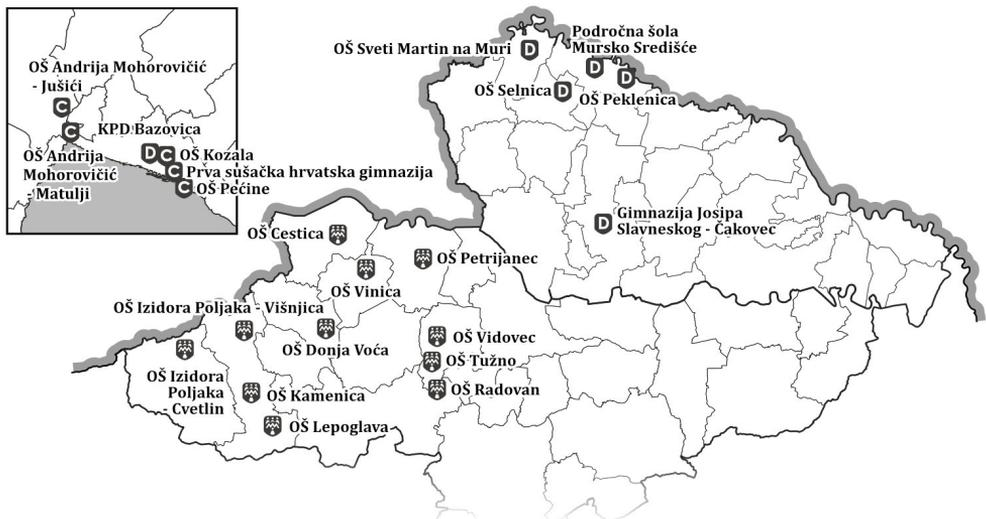 OŠ Andrija Mohorovičić
- Jušići
C
C
KPD Bazovica
D
C
OŠ Kozala
OŠ Andrija
Mohorovičić
- Matulji
C
Prva sušačka hrvatska gimnazija
C
OŠ Pećine
OŠ Sveti Martin na Muri
D
Područna šola
Mursko Središće
D
D
OŠ Selnica
D
OŠ Peklenica
D
Gimnazija Josipa
Slavneskog - Čakovec
OŠ Cestica
OŠ Petrijanec
OŠ Vinica
OŠ Izidora Poljaka - Višnjica
OŠ Donja Voća
OŠ Vidovec
OŠ Tužno
OŠ Radovan
OŠ Izidora
Poljaka
- Cvetlin
OŠ Kamenica
OŠ Lepoglava